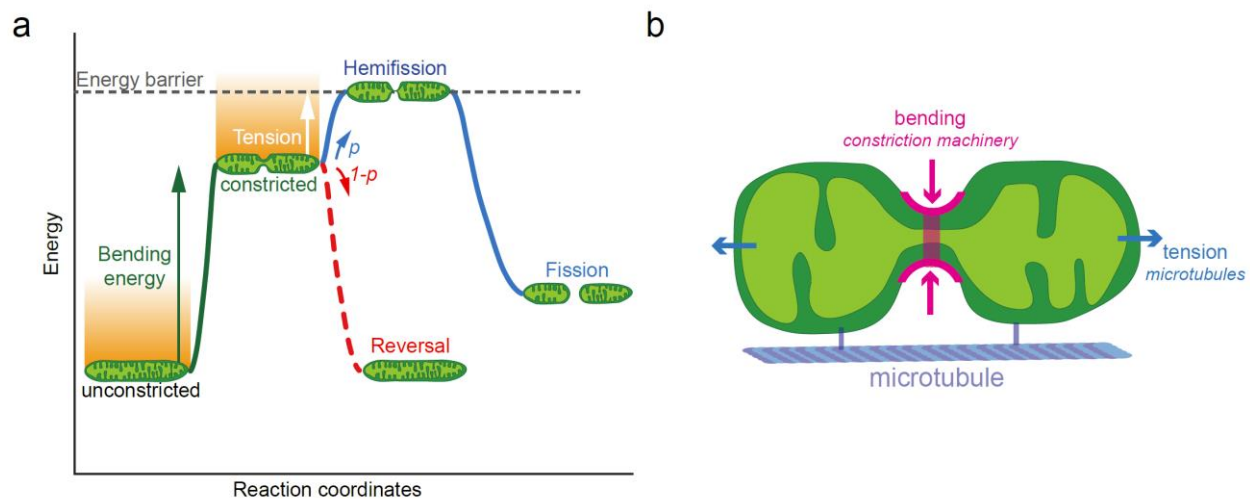 a
Energy barrier
Hemifission
Tension
p
constricted
1-p
Bending
energy
Energy
Fission
Reversal
unconstricted
Reaction coordinates
b
bending
constriction machinery
tension
microtubules
microtubule